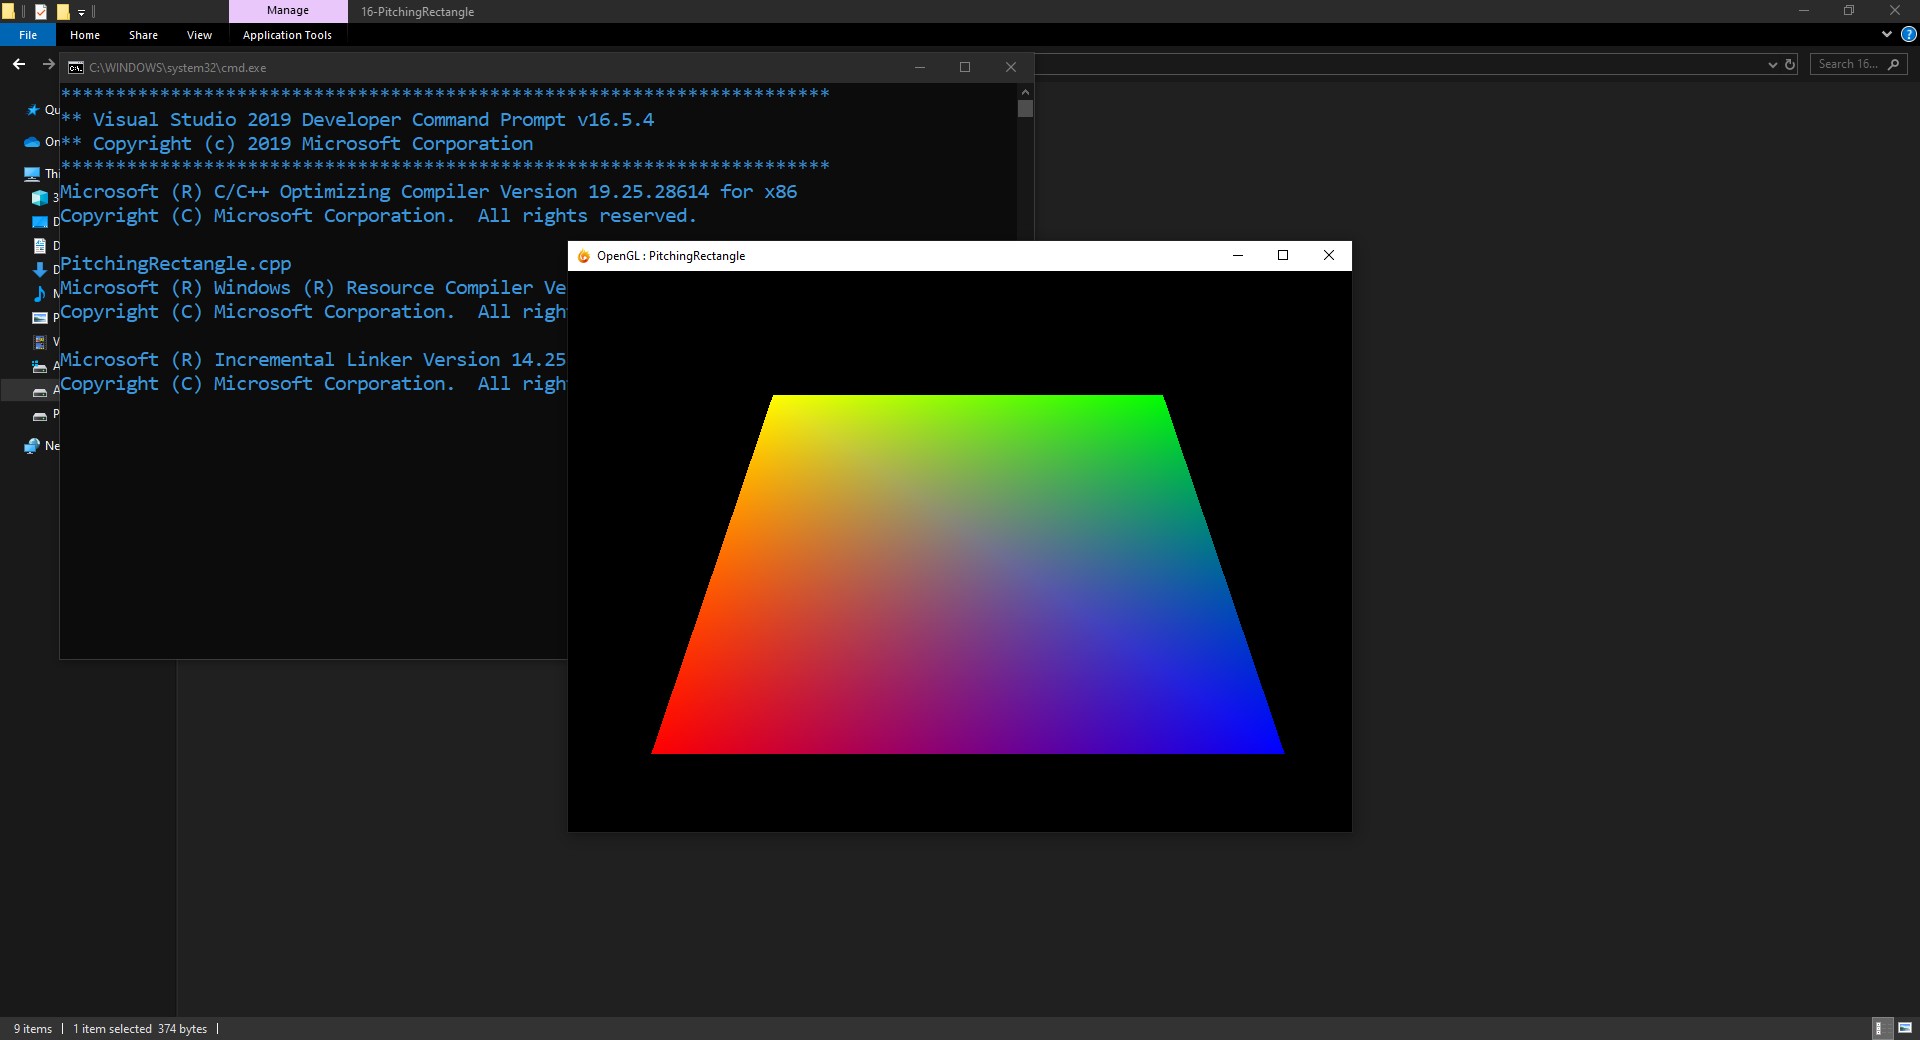 Manage
16-PitchingRectangle
File
Home
Share
View
Application Tools
C:\WINDOWS\system32\cmd.exe
Search 16...
**********************************************************************
** Visual Studio 2019 Developer Command Prompt v16.5.4
** Copyright (c) 2019 Microsoft Corporation
**********************************************************************
Microsoft (R) C/C++ Optimizing Compiler Version 19.25.28614 for x86
Copyright (C) Microsoft Corporation.  All rights reserved.
PitchingRectangle.cpp
Microsoft (R) Windows (R) Resource Compiler Ve
Copyright (C) Microsoft Corporation.  All righ
Microsoft (R) Incremental Linker Version 14.25
Copyright (C) Microsoft Corporation.  All righ
Qu
On
Thi
3
D
D
D
M
P
V
A
A
P
Ne
OpenGL : PitchingRectangle
9 items
1 item selected 374 bytes